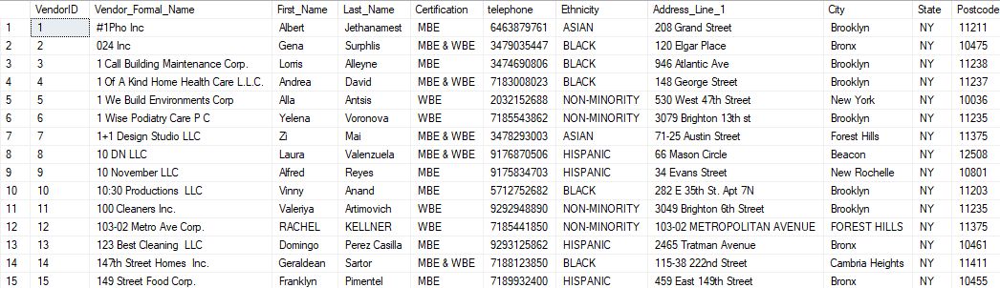 VendorID Vendor_Formal_Name First_Name Last_Name Certification telephone Ethnicity Address_Line_1 City State Postcode
1 1 #1Pho Inc Albert Jethanamest MBE 6463879761 ASIAN 208 Grand Street Brooklyn NY 11211
2 2 024 Inc Gena Surphlis MBE & WBE 3479035447 BLACK 120 Elgar Place Bronx NY 10475
3 3 1 Call Building Maintenance Corp. Lorris Alleyne MBE 3474690806 BLACK 946 Atlantic Ave Brooklyn NY 11238
4 4 1 Of A Kind Home Health Care L.L.C. Andrea David MBE & WBE 7183008023 BLACK 148 George Street Brooklyn NY 11237
5 5 1 We Build Environments Corp Alla Antsis WBE 2032152688 NON-MINORITY 530 West 47th Street New York NY 10036
6 6 1 Wise Podiatry Care P C Yelena Voronova WBE 7185543862 NON-MINORITY 3079 Brighton 13th st Brooklyn NY 11235
7 7 1+1 Design Studio LLC Zi Mai MBE & WBE 3478293003 ASIAN 71-25 Austin Street Forest Hills NY 11375
8 8 10 DN LLC Laura Valenzuela MBE & WBE 9176870506 HISPANIC 66 Mason Circle Beacon NY 12508
9 9 10 November LLC Alfred Reyes MBE 9175834703 HISPANIC 34 Evans Street New Rochelle NY 10801
10 10 10:30 Productions LLC Vinny Anand MBE 5712752682 BLACK 282 E 35th St. Apt 7N Brooklyn NY 11203
11 11 100 Cleaners Inc. Valeriya Artimovich WBE 9292948890 NON-MINORITY 3049 Brighton 6th Street Brooklyn NY 11235
12 12 103-02 Metro Ave Corp. RACHEL KELLNER WBE 7185441850 NON-MINORITY 103-02 METROPOLITAN AVENUE FOREST HILLS NY 11375
13 13 123 Best Cleaning LLC Domingo Perez Casilla MBE 9293125862 HISPANIC 2465 Tratman Avenue Bronx NY 10461
14 14 147th Street Homes Inc. Geraldean Sartor MBE & WBE 7188123850 BLACK 115-38 222nd Street Cambria Heights NY 11411
15 15 149 Street Food Corp. Franklyn Pimentel MBE 7189932400 HISPANIC 459 East 149th Street Bronx NY 10455